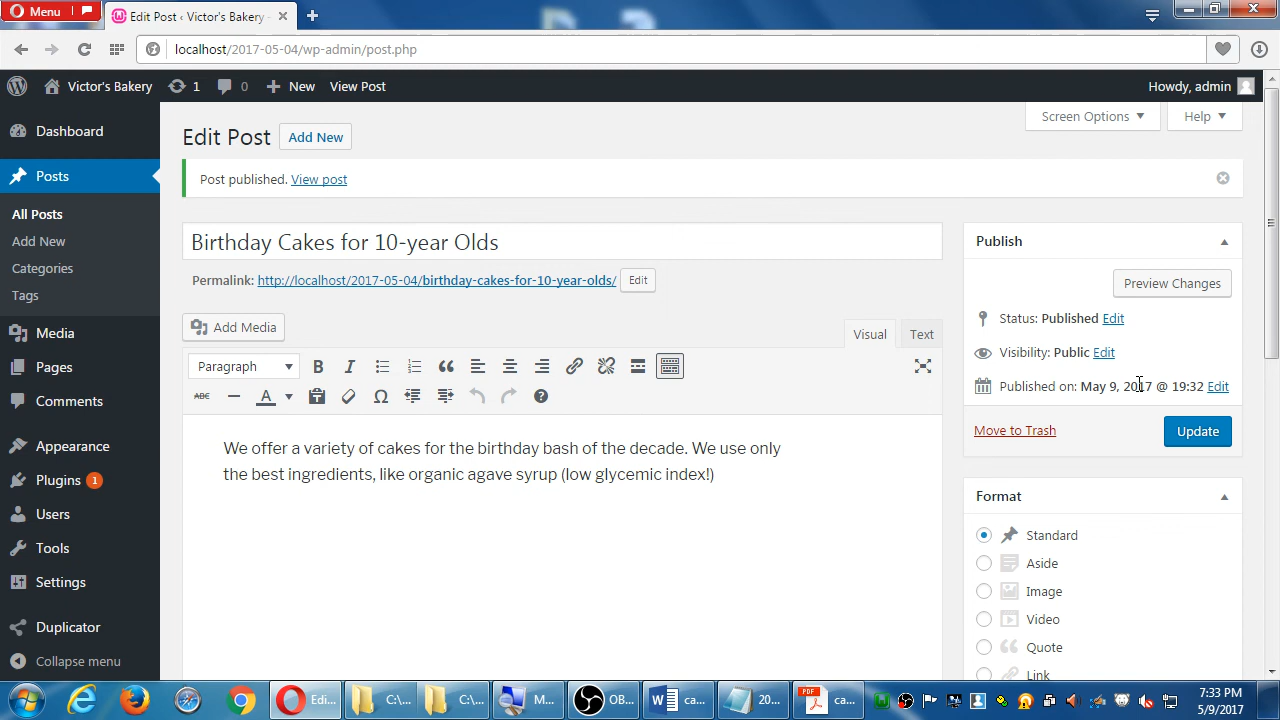 Menu
Edit Post ‹ Victor's Bakery -
localhost/2017-05-04/wp-admin/post.php
Victor's Bakery 1 0 New View Post Howdy, admin
Screen Options Help
Edit Post Add New
Post published. View post
Birthday Cakes for 10-year Olds
Permalink: http://localhost/2017-05-04/birthday-cakes-for-10-year-olds/ Edit
Add Media
Visual Text
Paragraph
ABC
We offer a variety of cakes for the birthday bash of the decade. We use only
the best ingredients, like organic agave syrup (low glycemic index!)
Dashboard
Posts
All Posts
Add New
Categories
Tags
Media
Pages
Comments
Appearance
Plugins 1
Users
Tools
Settings
Duplicator
Collapse menu
Publish
Preview Changes
Status: Published Edit
Visibility: Public Edit
Published on: May 9, 2017 @ 19:32 Edit
Move to Trash Update
Format
Standard
Aside
Image
Video
Quote
Link
Edi... C:\... C:\... M... OB... ca... 20... PDF ca...
7:33 PM
5/9/2017